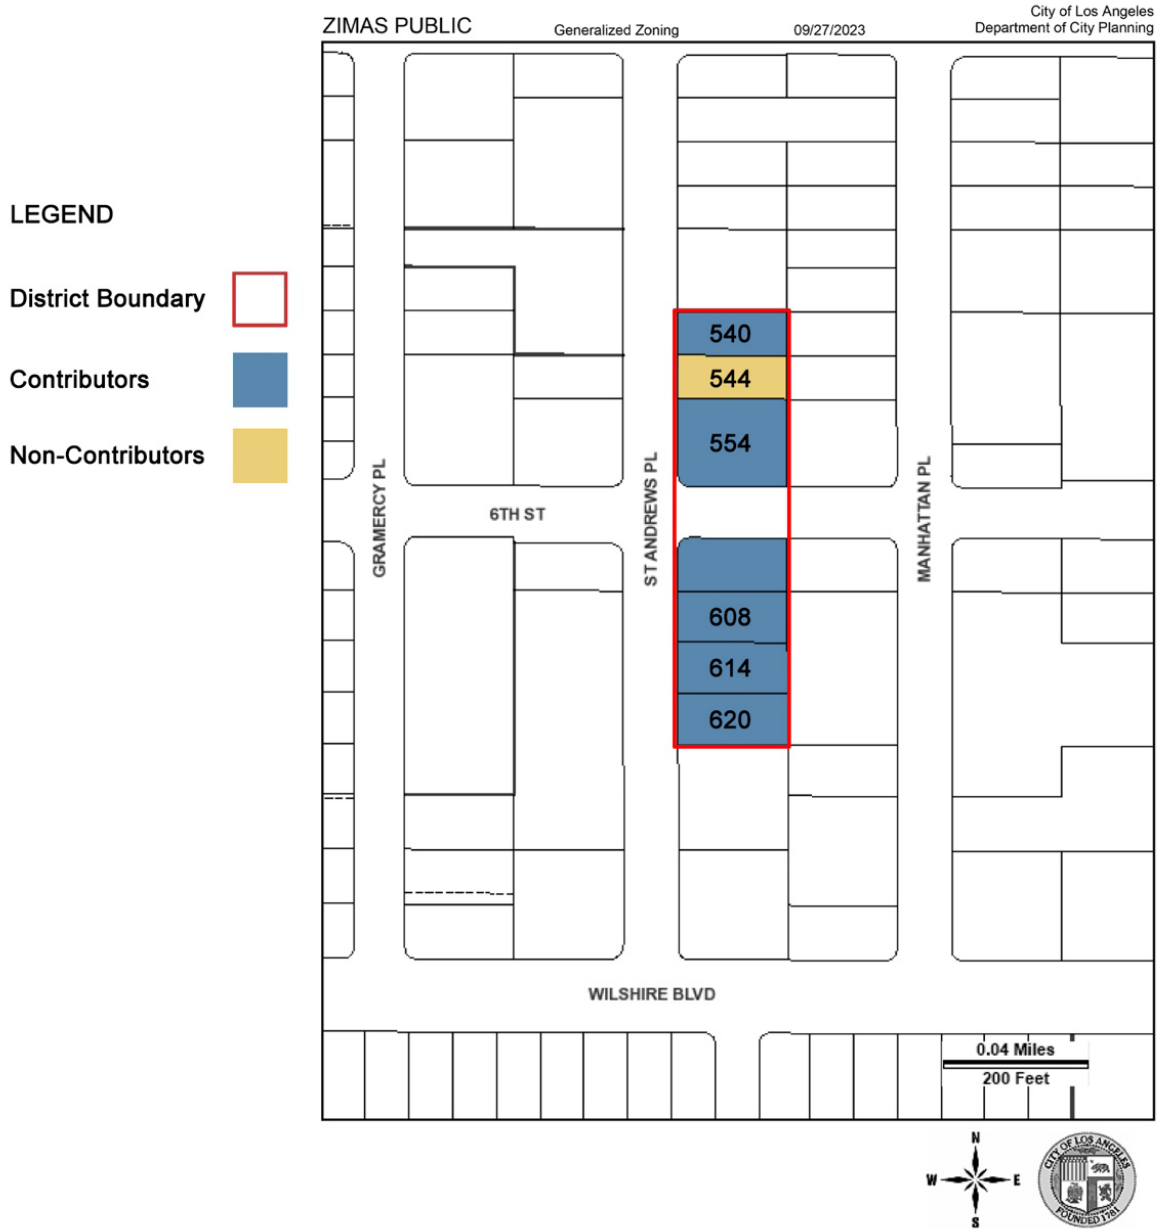 City of Los Angeles
ZIMAS PUBLIC Generalized Zoning 09/27/2023 Department of City Planning
LEGEND
District Boundary
Contributors
Non-Contributors
540
544
554
GRAMERCY PL
6TH ST
ST ANDREWS PL
MANHATTAN PL
608
614
620
WILSHIRE BLVD
0.04 Miles
200 Feet
N
W E
S
CITY OF LOS ANGELES
FOUNDED 1781